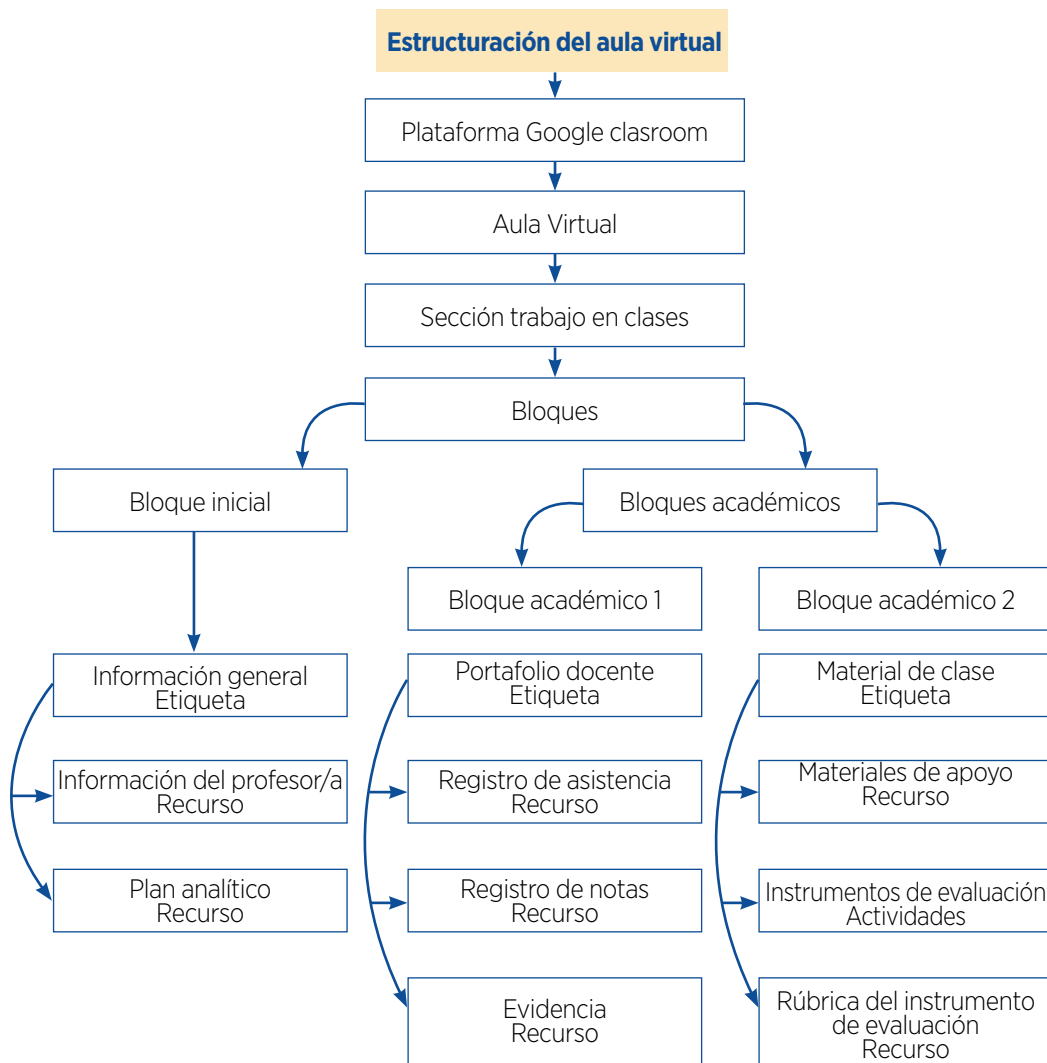 Estructuración del aula virtual
Plataforma Google clasroom
Aula Virtual
Sección trabajo en clases
Bloques
Bloque inicial
Bloques académicos
Bloque académico 1
Bloque académico 2
Información general
Etiqueta
Portafolio docente
Etiqueta
Material de clase
Etiqueta
Información del profesor/a
Recurso
Registro de asistencia
Recurso
Materiales de apoyo
Recurso
Plan analítico
Recurso
Registro de notas
Recurso
Instrumentos de evaluación
Actividades
Evidencia
Recurso
Rúbrica del instrumento
de evaluación
Recurso